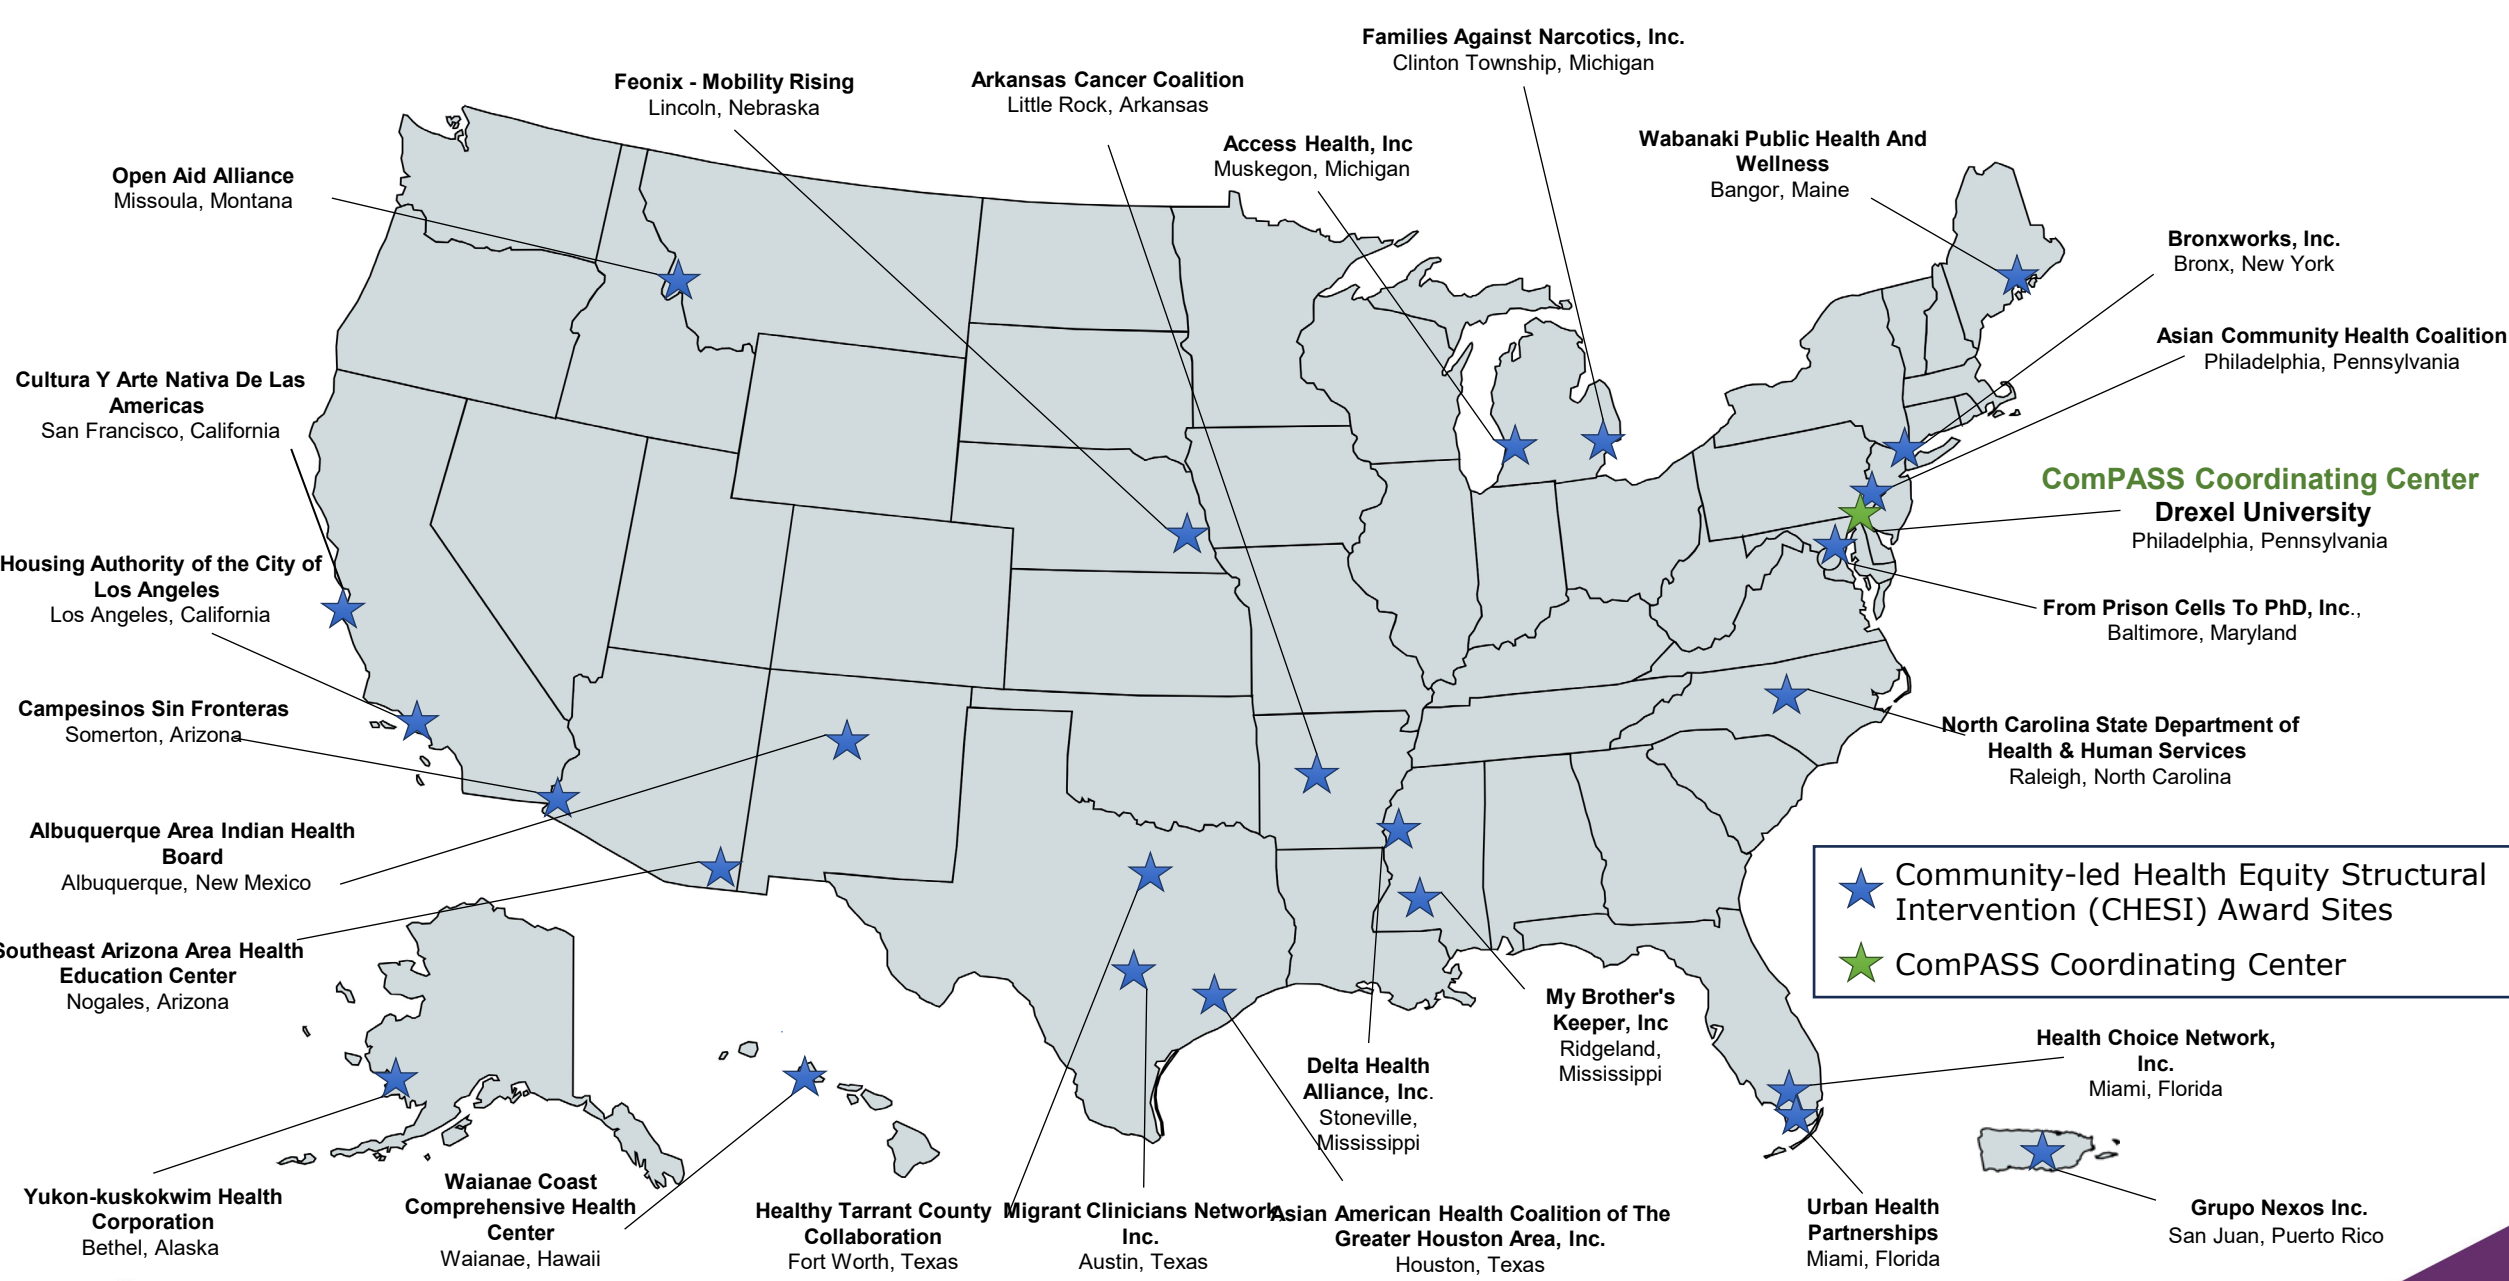 Families Against Narcotics, Inc.
Clinton Township, Michigan
Feonix - Mobility Rising
Lincoln, Nebraska
Arkansas Cancer Coalition
Little Rock, Arkansas
Access Health, Inc
Muskegon, Michigan
Wabanaki Public Health And
Wellness
Bangor, Maine
Open Aid Alliance
Missoula, Montana
Bronxworks, Inc.
Bronx, New York
Asian Community Health Coalition
Philadelphia, Pennsylvania
Cultura Y Arte Nativa De Las
Americas
San Francisco, California
ComPASS Coordinating Center
Drexel University
Philadelphia, Pennsylvania
Housing Authority of the City of
Los Angeles
Los Angeles, California
From Prison Cells To PhD, Inc.,
Baltimore, Maryland
Campesinos Sin Fronteras
Somerton, Arizona
North Carolina State Department of
Health & Human Services
Raleigh, North Carolina
Albuquerque Area Indian Health
Board
Albuquerque, New Mexico
Community-led Health Equity Structural
Intervention (CHESI) Award Sites
ComPASS Coordinating Center
Southeast Arizona Area Health
Education Center
Nogales, Arizona
My Brother's
Keeper, Inc
Ridgeland,
Mississippi
Delta Health
Alliance, Inc.
Stoneville,
Mississippi
Health Choice Network,
Inc.
Miami, Florida
Yukon-kuskokwim Health
Corporation
Bethel, Alaska
Waianae Coast
Comprehensive Health
Center
Waianae, Hawaii
Healthy Tarrant County
Collaboration
Fort Worth, Texas
Migrant Clinicians Network,
Inc.
Austin, Texas
Asian American Health Coalition of The
Greater Houston Area, Inc.
Houston, Texas
Urban Health
Partnerships
Miami, Florida
Grupo Nexos Inc.
San Juan, Puerto Rico